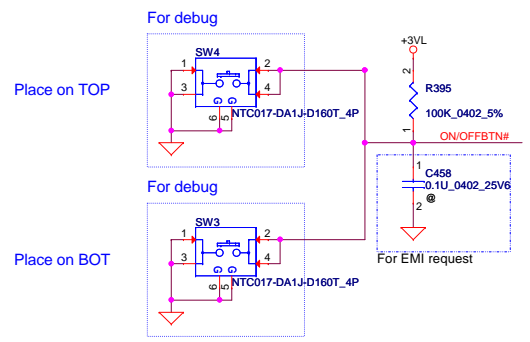 For debug
Place on TOP
SW4
1
2
3
4
G
G
6
5
NTC017-DA1J-D160T_4P
+3VL
2
R395
100K_0402_5%
1
ON/OFFBTN#
1
C458
0.1U_0402_25V6
@
2
For EMI request
For debug
Place on BOT
SW3
1
2
3
4
G
G
6
5
NTC017-DA1J-D160T_4P